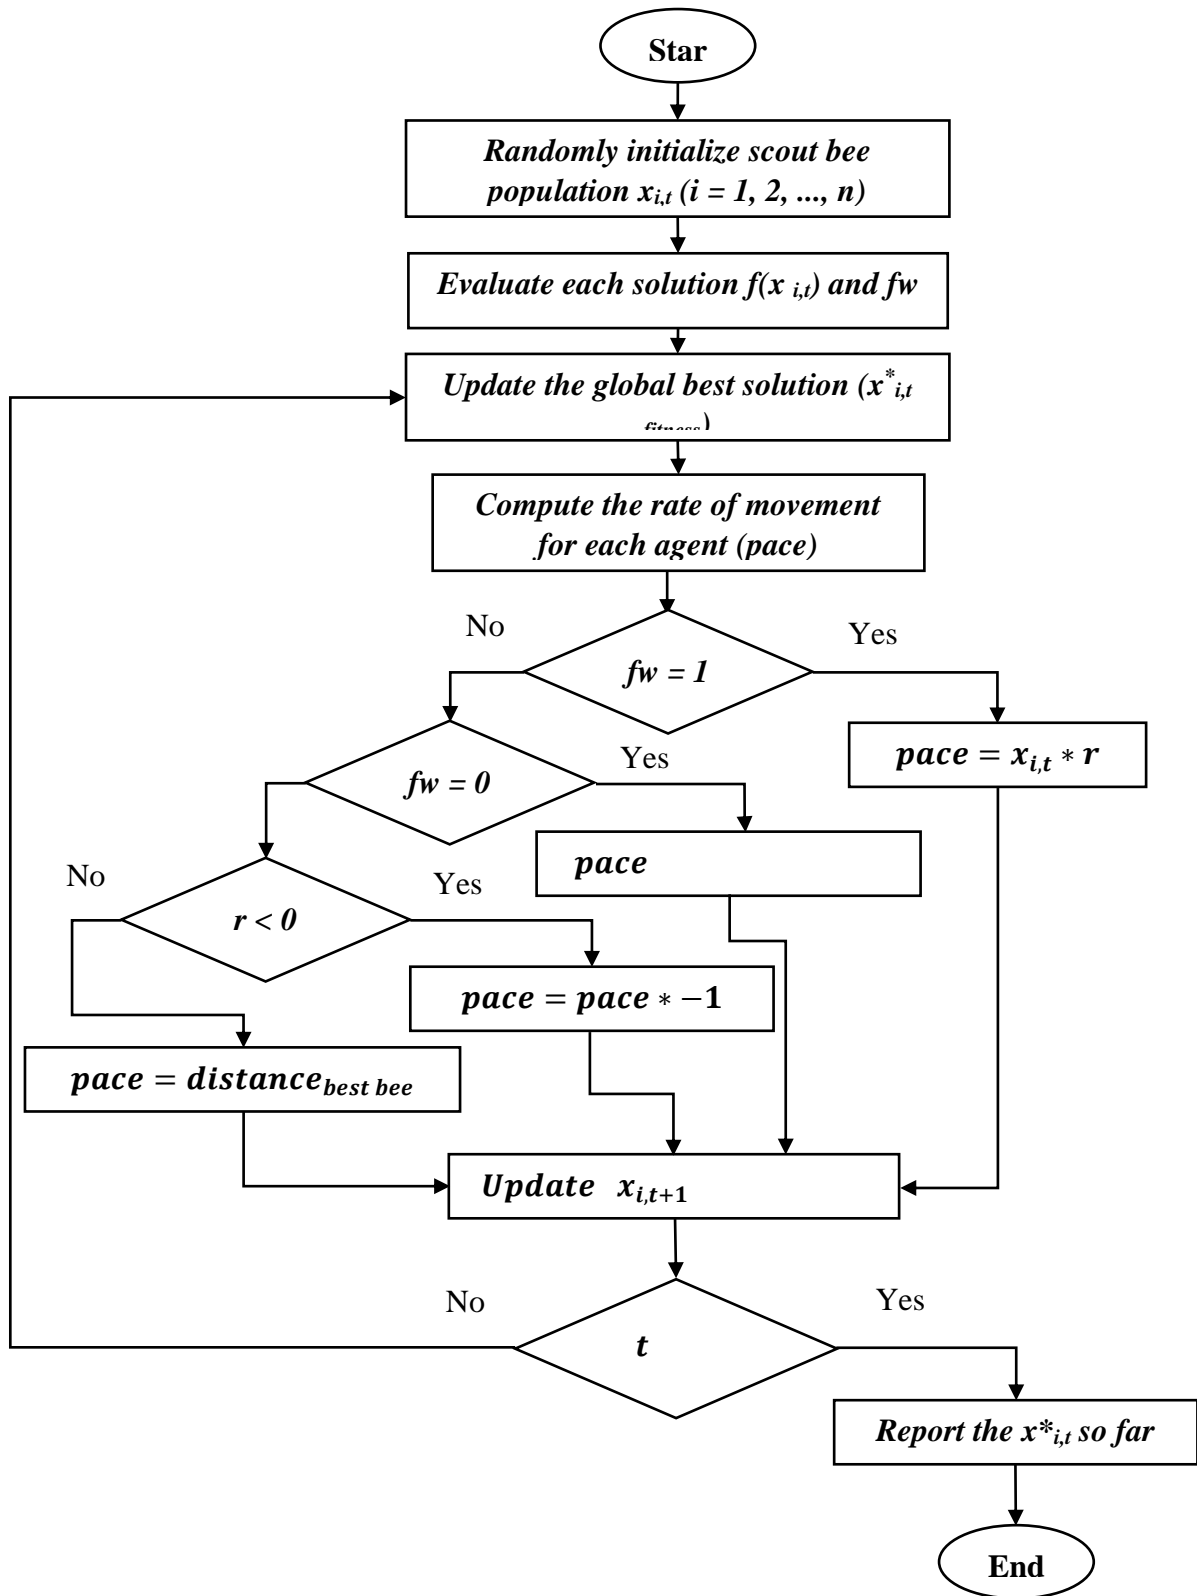 Star
Randomly initialize scout bee
population x_{i,t} (i = 1, 2, ..., n)
Evaluate each solution f(x_{i,t}) and fw
Update the global best solution (x^*_{i,t}
fitness)
Compute the rate of movement
for each agent (pace)
No
Yes
fw = 1
pace = x_{i,t} * r
Yes
fw = 0
pace
No
Yes
r < 0
pace = pace * −1
pace = distance_{best bee}
Update x_{i,t+1}
No
Yes
t
Report the x*_{i,t} so far
End